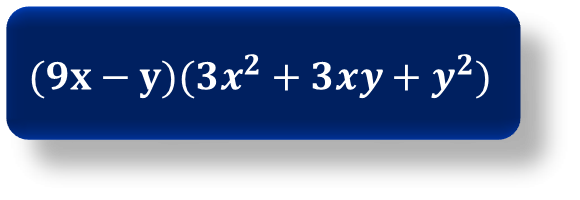 (9x − y)(3x² + 3xy + y²)